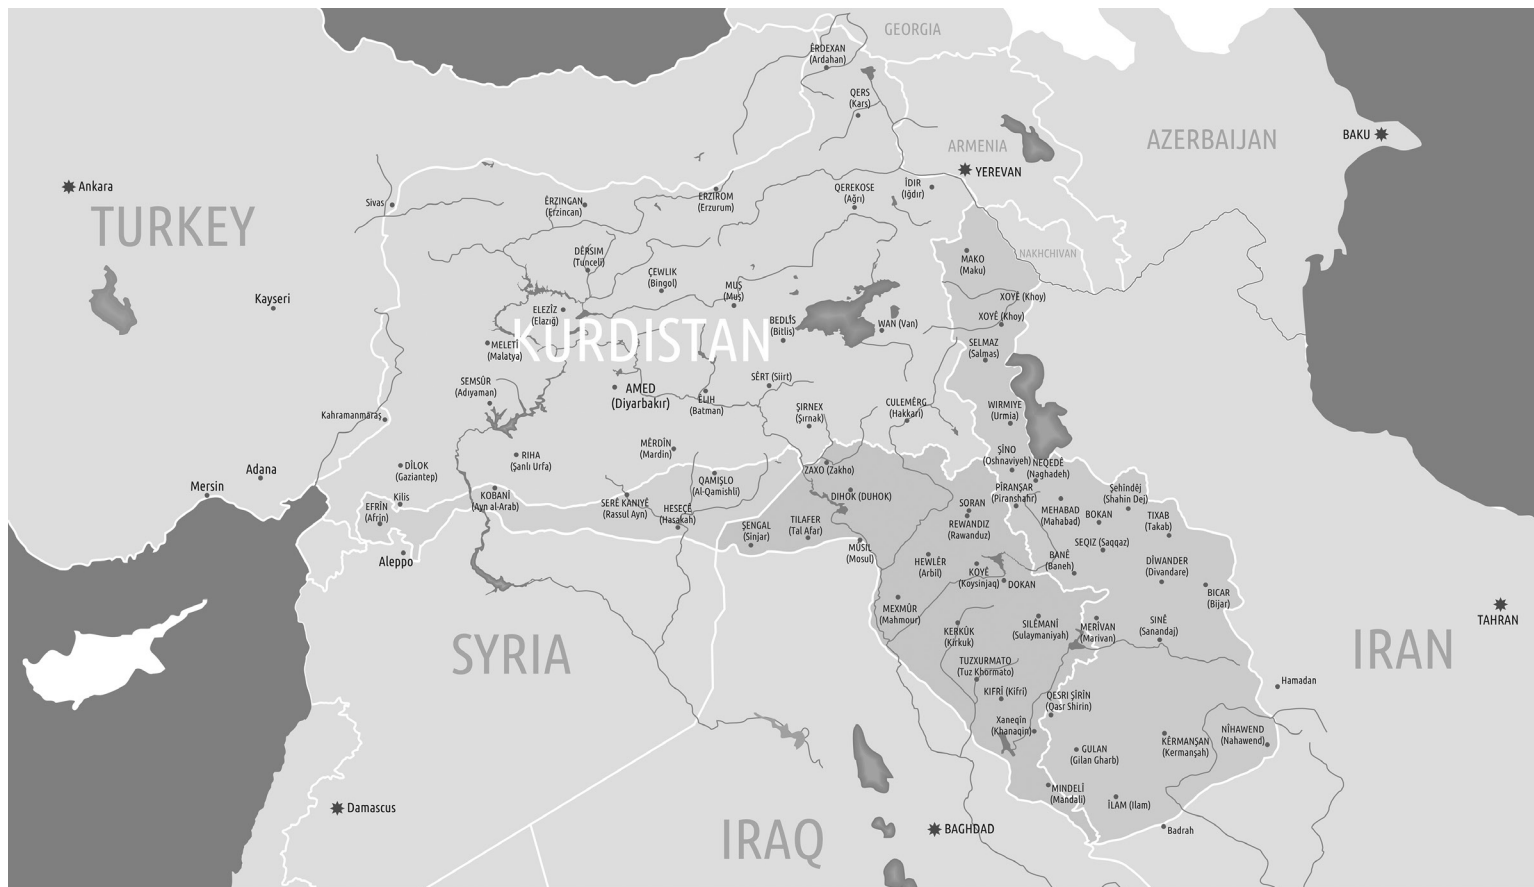 GEORGIA
ÊRDEXAN
(Ardahan)
QERS
(Kars)
ARMENIA
YEREVAN
AZERBAIJAN
BAKU
Ankara
TURKEY
Sivas
ÊRZINGAN
(Erzincan)
ERZIROM
(Erzurum)
QEREKOSE
(Ağrı)
ÎDIR
(Iğdır)
NAKHCHIVAN
MAKO
(Maku)
DÊRSIM
(Tunceli)
ÇEWLIK
(Bingol)
MUŞ
(Muş)
Kayseri
ELEZÎZ
(Elazığ)
KURDISTAN
BEDLÎS
(Bitlis)
WAN (Van)
XOYÊ (Khoy)
XOYÊ (Khoy)
MELETÎ
(Malatya)
SELMAZ
(Salmas)
SEMSÛR
(Adıyaman)
AMED
(Diyarbakır)
ÊLIH
(Batman)
SÊRT (Siirt)
ŞIRNEX
(Şırnak)
CULEMÊRG
(Hakkari)
WIRMIYE
(Urmia)
Kahramanmaraş
MÊRDÎN
(Mardin)
RIHA
(Şanlı Urfa)
DÎLOK
(Gaziantep)
Adana
Mersin
ŞÎNO
(Oshnaviyeh)
NEQEDÊ
(Naghadeh)
ZAXO (Zakho)
QAMIŞLO
(Al-Qamishli)
DIHOK (DUHOK)
PÎRANŞAR
(Piranshahr)
Şehîndêj
(Shahin Dej)
Kilis
EFRÎN
(Afrin)
KOBANÎ
(Ayn al-Arab)
SERÊ KANIYÊ
(Rassul Ayn)
HESEÇÊ
(Hasakah)
ŞENGAL
(Sinjar)
TILAFER
(Tal Afar)
MÛSIL
(Mosul)
SORAN
REWANDIZ
(Rawanduz)
MEHABAD
(Mahabad)
BOKAN
TIXAB
(Takab)
SEQIZ (Saqqaz)
Aleppo
HEWLÊR
(Arbil)
KOYÊ
(Koysinjaq)
DOKAN
BANÊ
(Baneh)
DÎWANDER
(Divandare)
BICAR
(Bijar)
TAHRAN
MEXMÛR
(Mahmour)
KERKÛK
(Kirkuk)
SILÊMANÎ
(Sulaymaniyah)
MERÎVAN
(Marivan)
SINÊ
(Sanandaj)
SYRIA
IRAN
TUZXURMATO
(Tuz Khormato)
KIFRÎ (Kifri)
QESRI ŞÎRÎN
(Qasr Shirin)
Hamadan
Xaneqîn
(Khanaqin)
GULAN
(Gilan Gharb)
KÊRMANŞAN
(Kermanşah)
NÎHAWEND
(Nahawend)
MINDELÎ
(Mandali)
ÎLAM (Ilam)
Badrah
Damascus
IRAQ
BAGHDAD